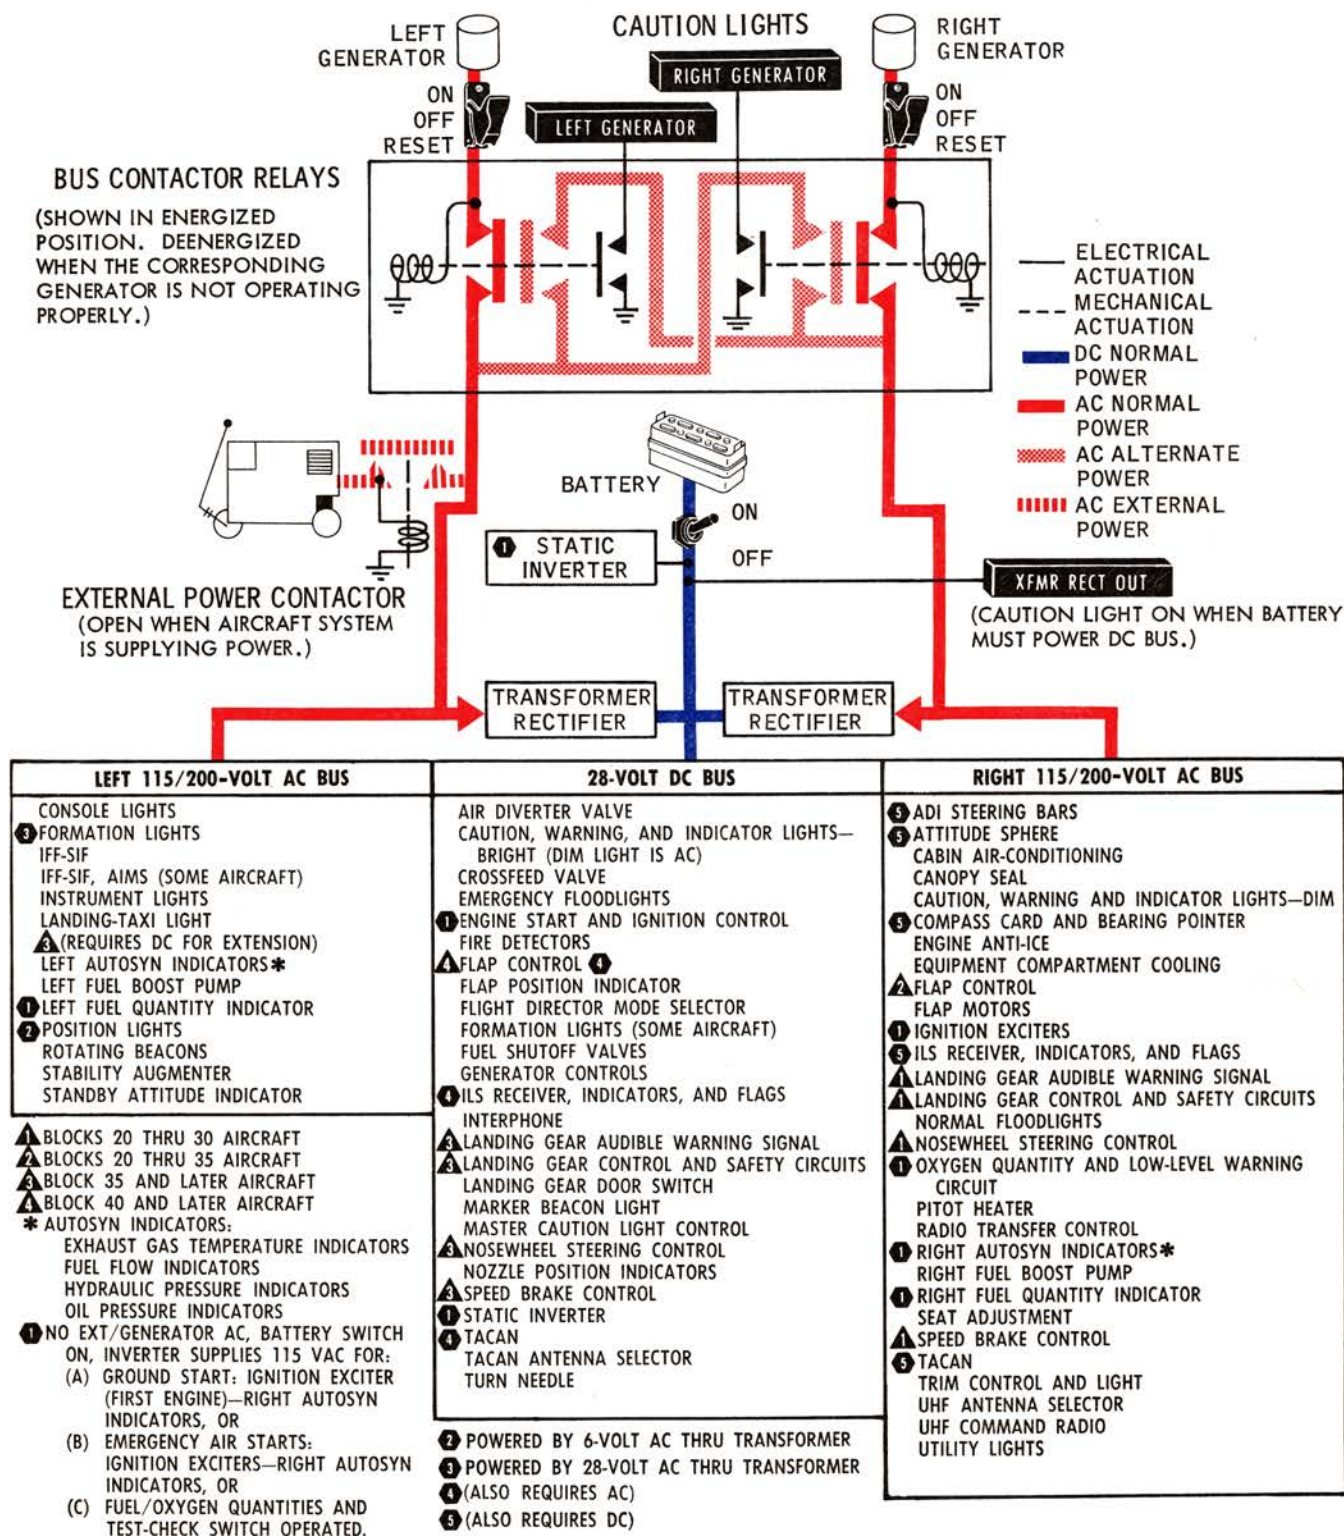 LEFT
GENERATOR
CAUTION LIGHTS
RIGHT
GENERATOR
RIGHT GENERATOR
LEFT GENERATOR
ON
OFF
RESET
ON
OFF
RESET
BUS CONTACTOR RELAYS
(SHOWN IN ENERGIZED
POSITION. DEENERGIZED
WHEN THE CORRESPONDING
GENERATOR IS NOT OPERATING
PROPERLY.)
ELECTRICAL
ACTUATION
MECHANICAL
ACTUATION
DC NORMAL
POWER
AC NORMAL
POWER
AC ALTERNATE
POWER
AC EXTERNAL
POWER
BATTERY
ON
OFF
1 STATIC
INVERTER
XFMR RECT OUT
(CAUTION LIGHT ON WHEN BATTERY
MUST POWER DC BUS.)
EXTERNAL POWER CONTACTOR
(OPEN WHEN AIRCRAFT SYSTEM
IS SUPPLYING POWER.)
TRANSFORMER
RECTIFIER
TRANSFORMER
RECTIFIER
LEFT 115/200-VOLT AC BUS
CONSOLE LIGHTS
3 FORMATION LIGHTS
IFF-SIF
IFF-SIF, AIMS (SOME AIRCRAFT)
INSTRUMENT LIGHTS
LANDING-TAXI LIGHT
3 (REQUIRES DC FOR EXTENSION)
LEFT AUTOSYN INDICATORS*
LEFT FUEL BOOST PUMP
1 LEFT FUEL QUANTITY INDICATOR
2 POSITION LIGHTS
ROTATING BEACONS
STABILITY AUGMENTER
STANDBY ATTITUDE INDICATOR
1 BLOCKS 20 THRU 30 AIRCRAFT
2 BLOCKS 20 THRU 35 AIRCRAFT
3 BLOCK 35 AND LATER AIRCRAFT
4 BLOCK 40 AND LATER AIRCRAFT
* AUTOSYN INDICATORS:
EXHAUST GAS TEMPERATURE INDICATORS
FUEL FLOW INDICATORS
HYDRAULIC PRESSURE INDICATORS
OIL PRESSURE INDICATORS
1 NO EXT/GENERATOR AC, BATTERY SWITCH
ON, INVERTER SUPPLIES 115 VAC FOR:
(A) GROUND START: IGNITION EXCITER
(FIRST ENGINE)—RIGHT AUTOSYN
INDICATORS, OR
(B) EMERGENCY AIR STARTS:
IGNITION EXCITERS—RIGHT AUTOSYN
INDICATORS, OR
(C) FUEL/OXYGEN QUANTITIES AND
TEST-CHECK SWITCH OPERATED.
28-VOLT DC BUS
AIR DIVERTER VALVE
CAUTION, WARNING, AND INDICATOR LIGHTS—
BRIGHT (DIM LIGHT IS AC)
CROSSFEED VALVE
EMERGENCY FLOODLIGHTS
1 ENGINE START AND IGNITION CONTROL
FIRE DETECTORS
4 FLAP CONTROL 4
FLAP POSITION INDICATOR
FLIGHT DIRECTOR MODE SELECTOR
FORMATION LIGHTS (SOME AIRCRAFT)
FUEL SHUTOFF VALVES
GENERATOR CONTROLS
4 ILS RECEIVER, INDICATORS, AND FLAGS
INTERPHONE
3 LANDING GEAR AUDIBLE WARNING SIGNAL
3 LANDING GEAR CONTROL AND SAFETY CIRCUITS
LANDING GEAR DOOR SWITCH
MARKER BEACON LIGHT
MASTER CAUTION LIGHT CONTROL
3 NOSEWHEEL STEERING CONTROL
NOZZLE POSITION INDICATORS
3 SPEED BRAKE CONTROL
1 STATIC INVERTER
4 TACAN
TACAN ANTENNA SELECTOR
TURN NEEDLE
2 POWERED BY 6-VOLT AC THRU TRANSFORMER
3 POWERED BY 28-VOLT AC THRU TRANSFORMER
4 (ALSO REQUIRES AC)
5 (ALSO REQUIRES DC)
RIGHT 115/200-VOLT AC BUS
5 ADI STEERING BARS
5 ATTITUDE SPHERE
CABIN AIR-CONDITIONING
CANOPY SEAL
CAUTION, WARNING AND INDICATOR LIGHTS—DIM
5 COMPASS CARD AND BEARING POINTER
ENGINE ANTI-ICE
EQUIPMENT COMPARTMENT COOLING
2 FLAP CONTROL
FLAP MOTORS
1 IGNITION EXCITERS
5 ILS RECEIVER, INDICATORS, AND FLAGS
1 LANDING GEAR AUDIBLE WARNING SIGNAL
1 LANDING GEAR CONTROL AND SAFETY CIRCUITS
NORMAL FLOODLIGHTS
1 NOSEWHEEL STEERING CONTROL
1 OXYGEN QUANTITY AND LOW-LEVEL WARNING
CIRCUIT
PITOT HEATER
RADIO TRANSFER CONTROL
1 RIGHT AUTOSYN INDICATORS*
RIGHT FUEL BOOST PUMP
1 RIGHT FUEL QUANTITY INDICATOR
SEAT ADJUSTMENT
1 SPEED BRAKE CONTROL
5 TACAN
TRIM CONTROL AND LIGHT
UHF ANTENNA SELECTOR
UHF COMMAND RADIO
UTILITY LIGHTS